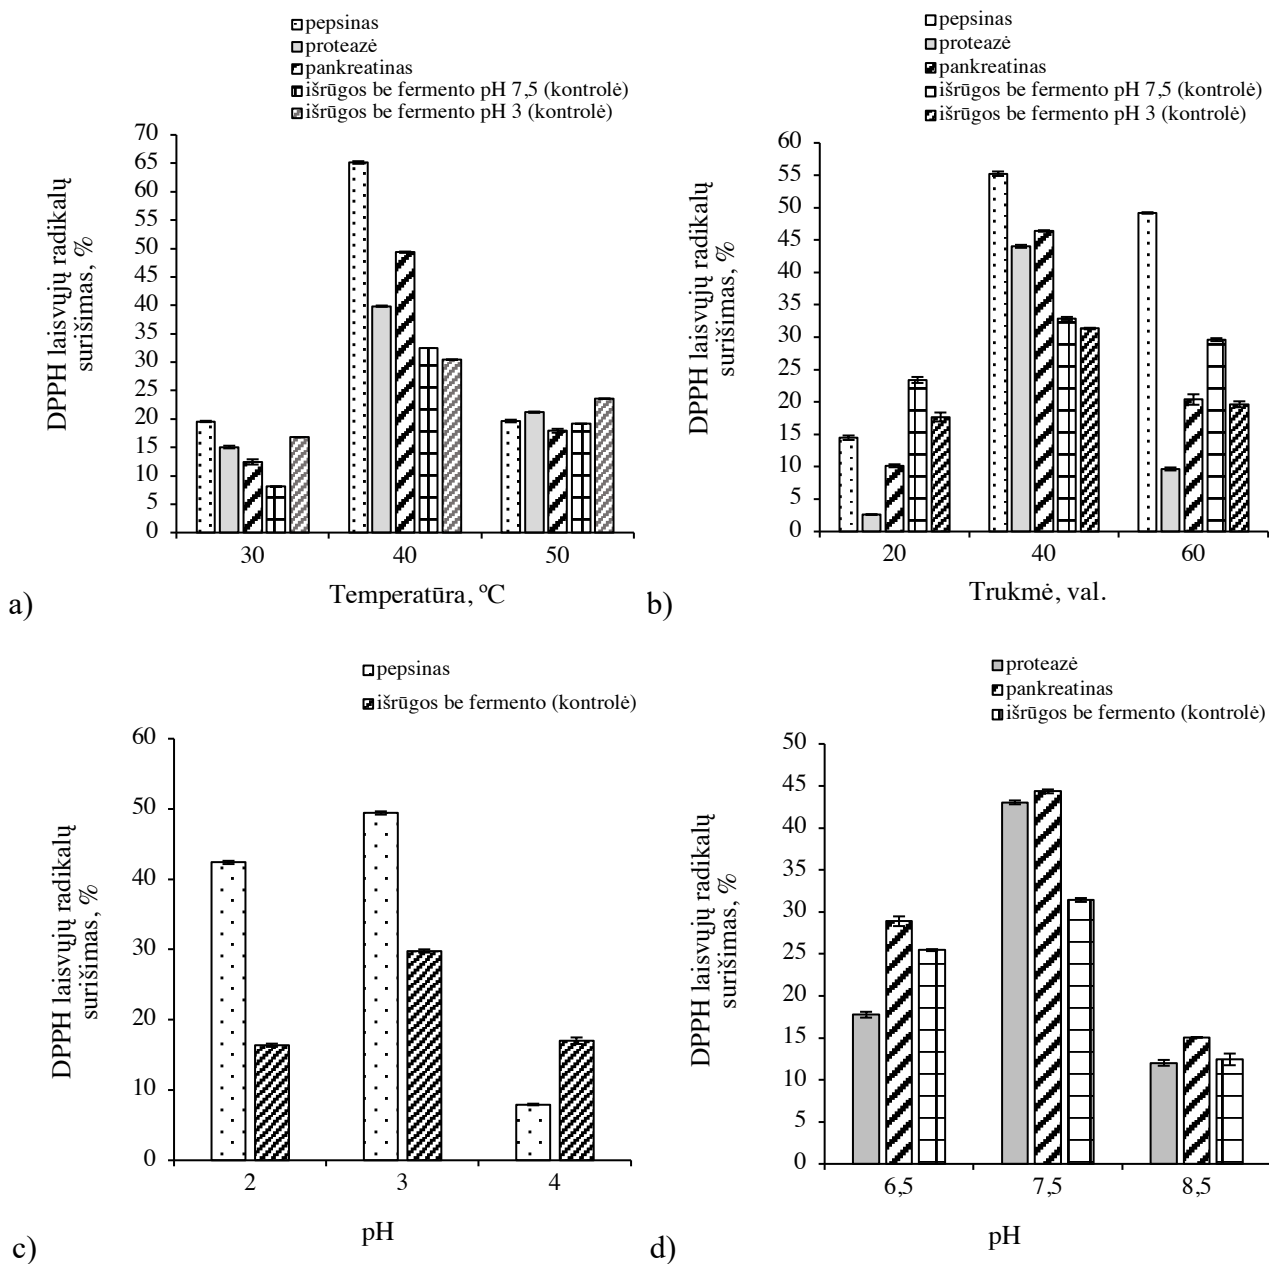 pepsinas
proteazė
pankreatinas
išrūgos be fermento pH 7,5 (kontrolė)
išrūgos be fermento pH 3 (kontrolė)
DPPH laisvųjų radikalų
surišimas, %
70
65
60
55
50
45
40
35
30
25
20
15
10
5
0
30 40 50
Temperatūra, ºC
a)
pepsinas
proteazė
pankreatinas
išrūgos be fermento pH 7,5 (kontrolė)
išrūgos be fermento pH 3 (kontrolė)
DPPH laisvųjų radikalų
surišimas, %
60
55
50
45
40
35
30
25
20
15
10
5
0
20 40 60
Trukmė, val.
b)
pepsinas
išrūgos be fermento (kontrolė)
DPPH laisvųjų radikalų
surišimas, %
60
50
40
30
20
10
0
2 3 4
pH
c)
proteazė
pankreatinas
išrūgos be fermento (kontrolė)
DPPH laisvųjų radikalų
surišimas, %
50
45
40
35
30
25
20
15
10
5
0
6,5 7,5 8,5
pH
d)